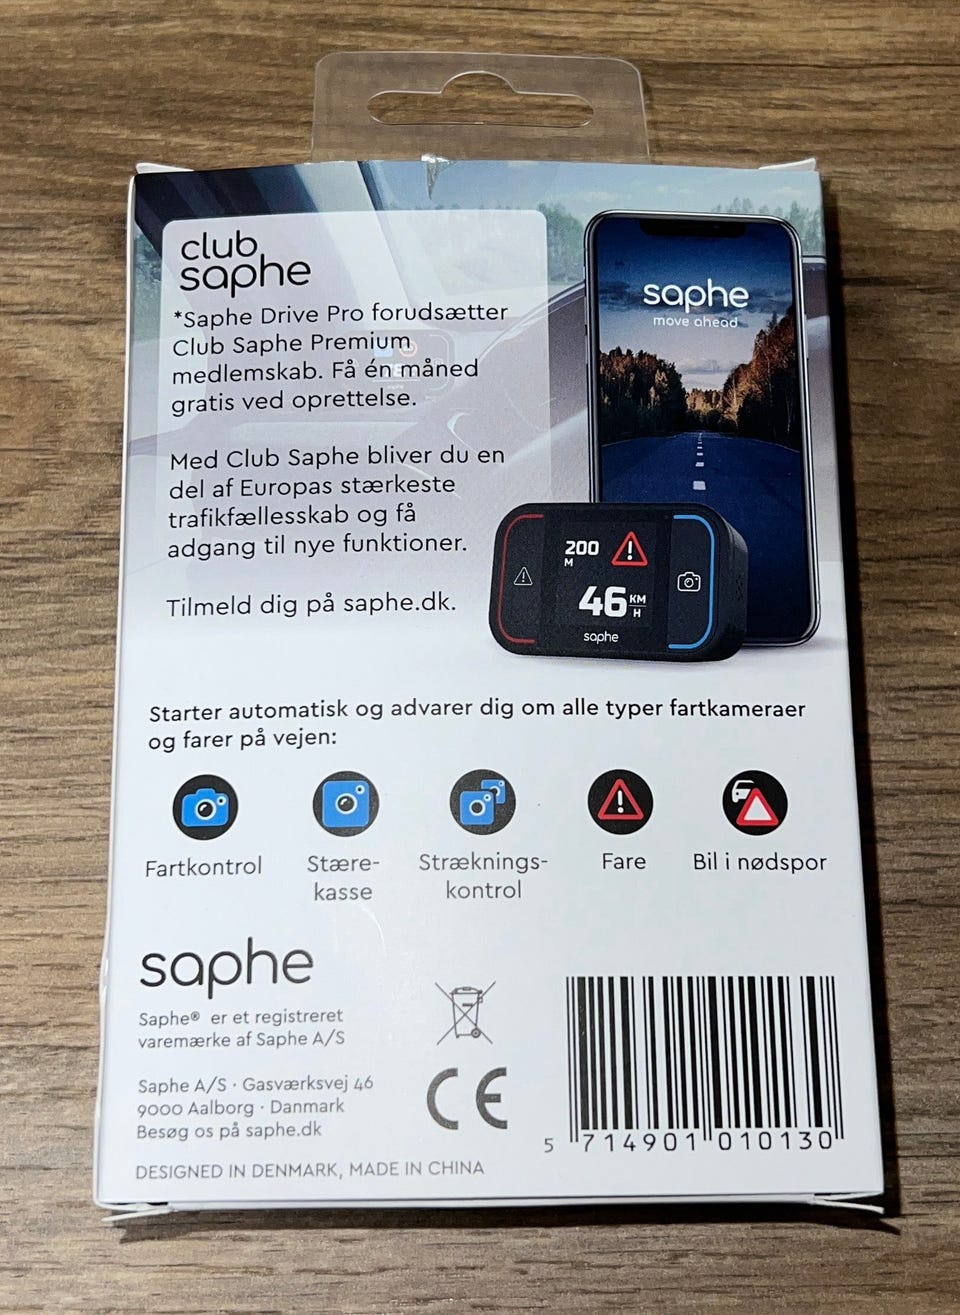 club
saphe
*Saphe Drive Pro forudsætter
Club Saphe Premium
medlemskab. Få én måned
gratis ved oprettelse.
Med Club Saphe bliver du en
del af Europas stærkeste
trafikfællesskab og få
adgang til nye funktioner.
Tilmeld dig på saphe.dk.
saphe
move ahead
200
M
46 KM
H
saphe
Starter automatisk og advarer dig om alle typer fartkameraer
og farer på vejen:
Fartkontrol
Stære-
kasse
Stræknings-
kontrol
Fare
Bil i nødspor
saphe
Saphe® er et registreret
varemærke af Saphe A/S
Saphe A/S · Gasværksvej 46
9000 Aalborg · Danmark
Besøg os på saphe.dk
DESIGNED IN DENMARK, MADE IN CHINA
CE
5 714901 010130